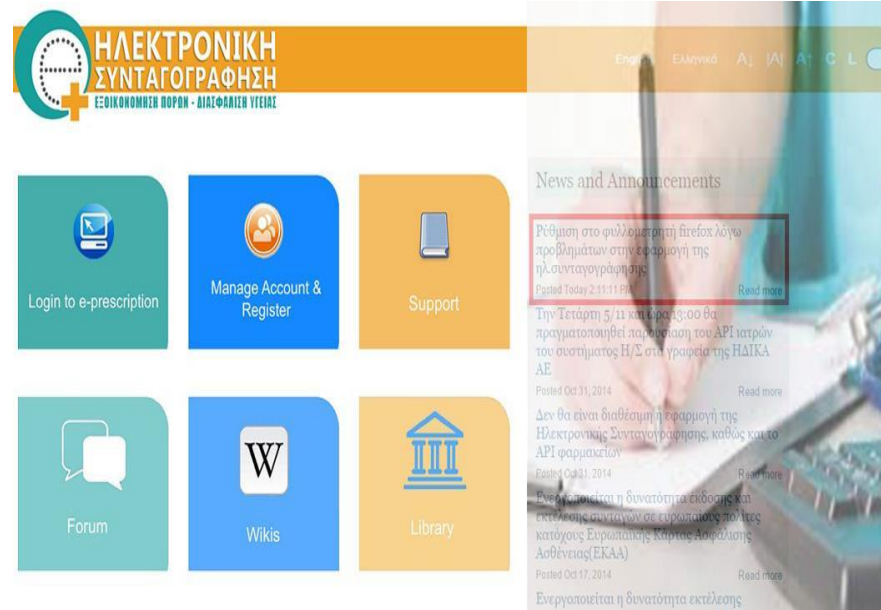 ΗΛΕΚΤΡΟΝΙΚΗ
ΣΥΝΤΑΓΟΓΡΑΦΗΣΗ
ΕΞΟΙΚΟΝΟΜΗΣΗ ΠΟΡΩΝ - ΔΙΑΣΦΑΛΙΣΗ ΥΓΕΙΑΣ
English Ελληνικά A↓ |A| A↑ C L
Login to e-prescription
Manage Account &
Register
Support
Forum
W
Wikis
Library
News and Announcements
Ρύθμιση στο φυλλομετρητή firefox λόγω
προβλημάτων στην εφαρμογή της
ηλ.συνταγογράφησης
Posted Today 2:11:11 PM Read more
Την Τετάρτη 5/11 και ώρα 13:00 θα
πραγματοποιηθεί παρουσίαση του API ιατρών
του συστήματος Η/Σ στα γραφεία της ΗΔΙΚΑ
ΑΕ
Posted Oct 31, 2014 Read more
Δεν θα είναι διαθέσιμη η εφαρμογή της
Ηλεκτρονικής Συνταγογράφησης, καθώς και το
API φαρμακείων
Posted Oct 31, 2014 Read more
Ενεργοποιείται η δυνατότητα έκδοσης και
εκτέλεσης συνταγών σε ευρωπαίους πολίτες
κατόχους Ευρωπαϊκής Κάρτας Ασφάλισης
Ασθένειας(ΕΚΑΑ)
Posted Oct 17, 2014 Read more
Ενεργοποιείται η δυνατότητα εκτέλεσης